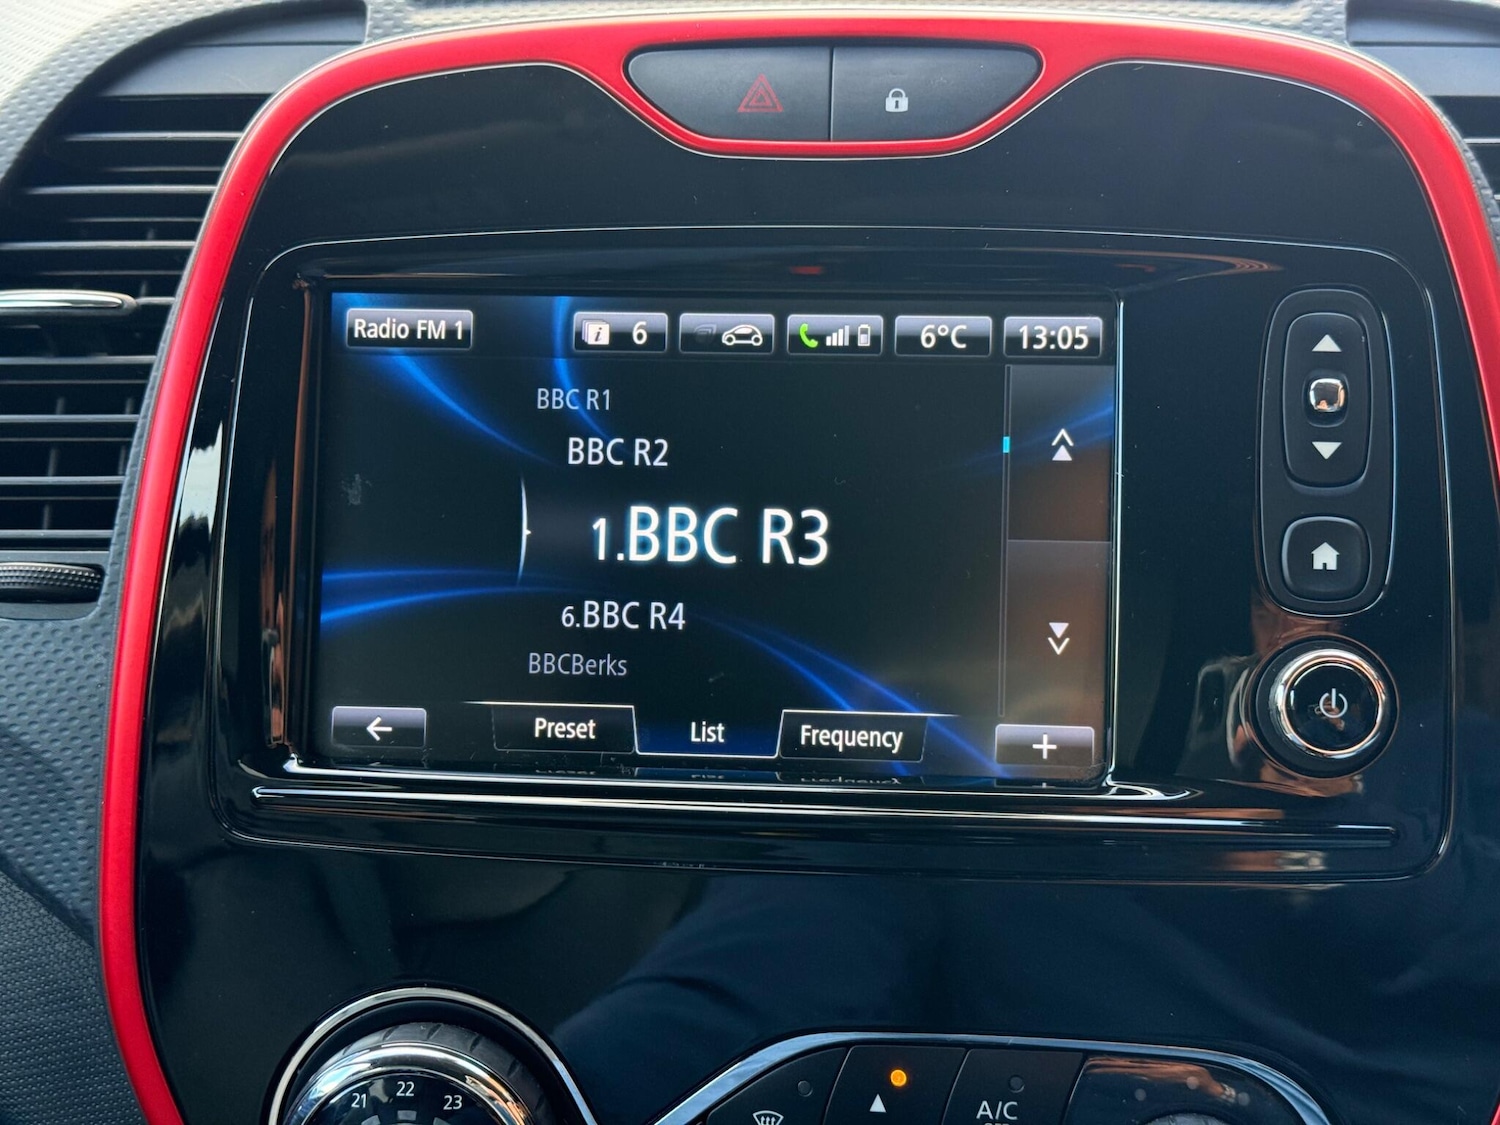 Radio FM 1
i 6
6°C
13:05
BBC R1
BBC R2
1.BBC R3
6.BBC R4
BBCBerks
Preset
List
Frequency
+
21 22 23
A/C
OFF